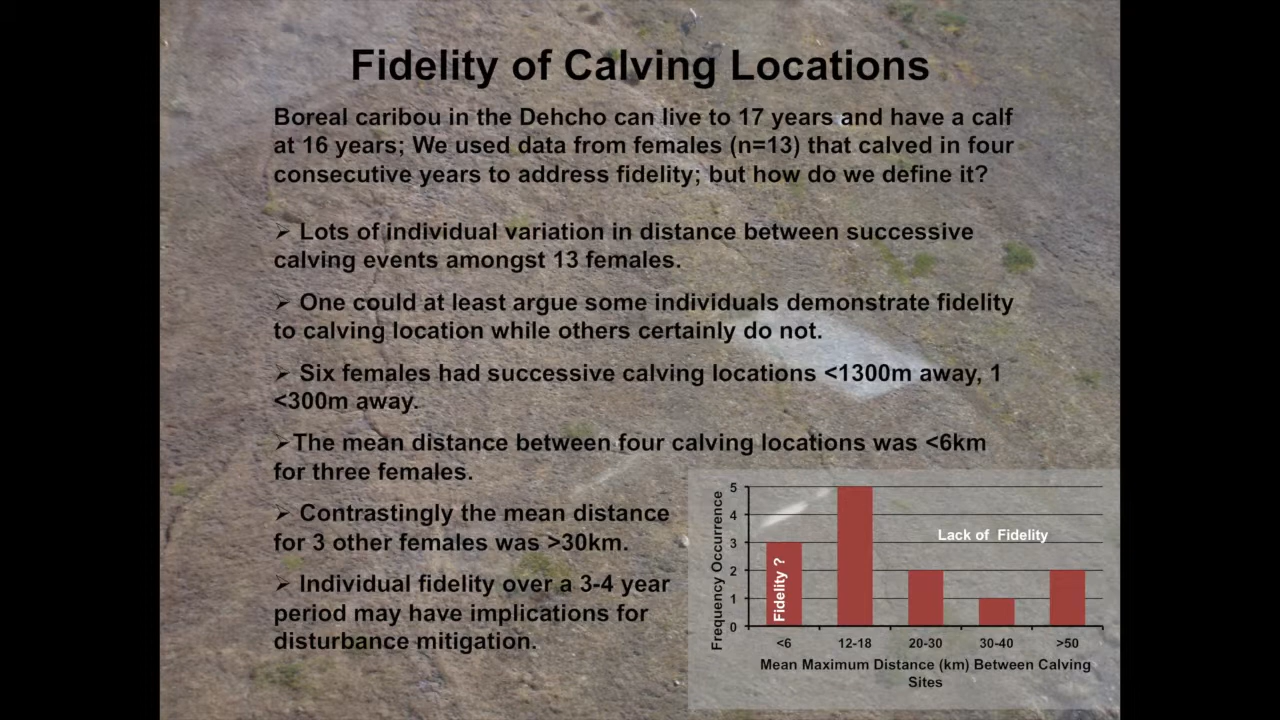 Fidelity of Calving Locations
Boreal caribou in the Dehcho can live to 17 years and have a calf
at 16 years; We used data from females (n=13) that calved in four
consecutive years to address fidelity; but how do we define it?
➢ Lots of individual variation in distance between successive
calving events amongst 13 females.
➢ One could at least argue some individuals demonstrate fidelity
to calving location while others certainly do not.
➢ Six females had successive calving locations <1300m away, 1
<300m away.
➢The mean distance between four calving locations was <6km
for three females.
➢ Contrastingly the mean distance
for 3 other females was >30km.
➢ Individual fidelity over a 3-4 year
period may have implications for
disturbance mitigation.
Frequency Occurrence
5
4
3
2
1
0
Fidelity ?
Lack of Fidelity
<6 12-18 20-30 30-40 >50
Mean Maximum Distance (km) Between Calving
Sites